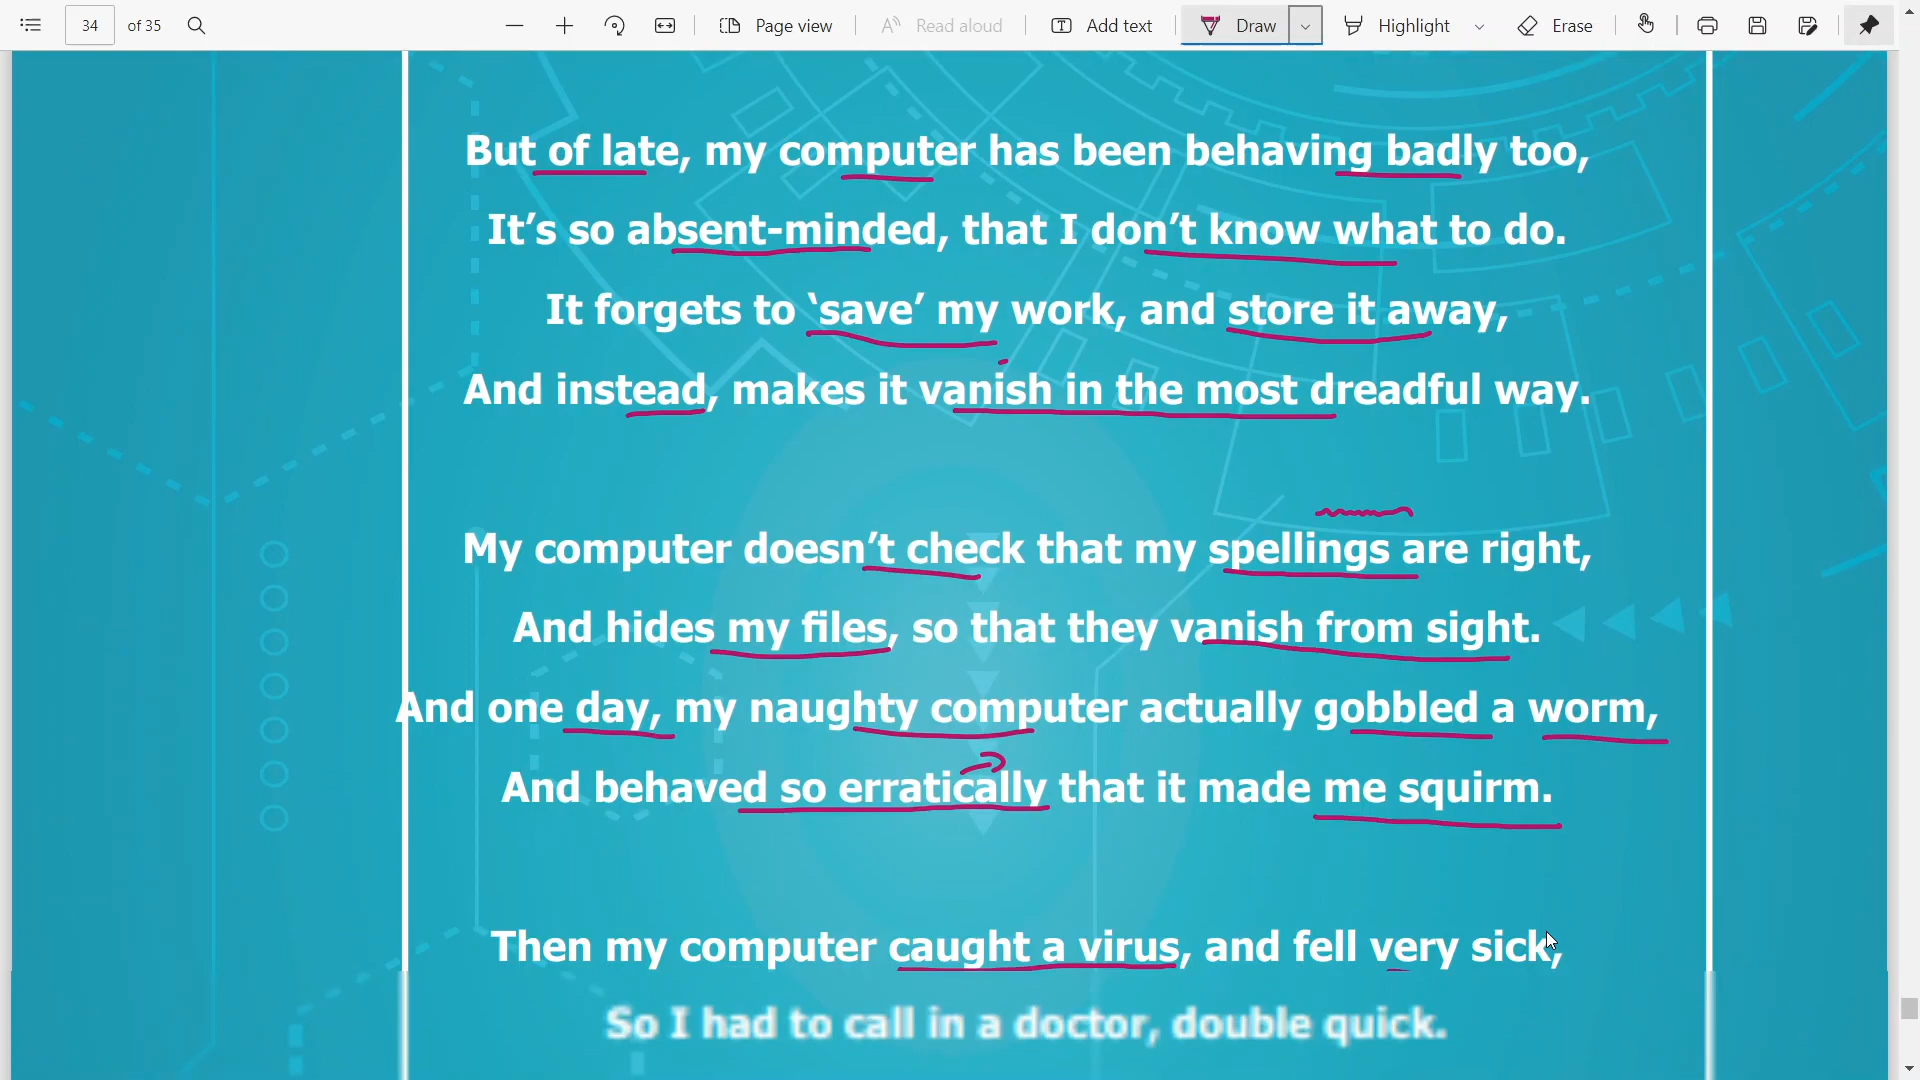 34 of 35 Page view Read aloud Add text Draw Highlight Erase
But of late, my computer has been behaving badly too,
It’s so absent-minded, that I don’t know what to do.
It forgets to ‘save’ my work, and store it away,
And instead, makes it vanish in the most dreadful way.
My computer doesn’t check that my spellings are right,
And hides my files, so that they vanish from sight.
And one day, my naughty computer actually gobbled a worm,
And behaved so erratically that it made me squirm.
Then my computer caught a virus, and fell very sick,
So I had to call in a doctor, double quick.